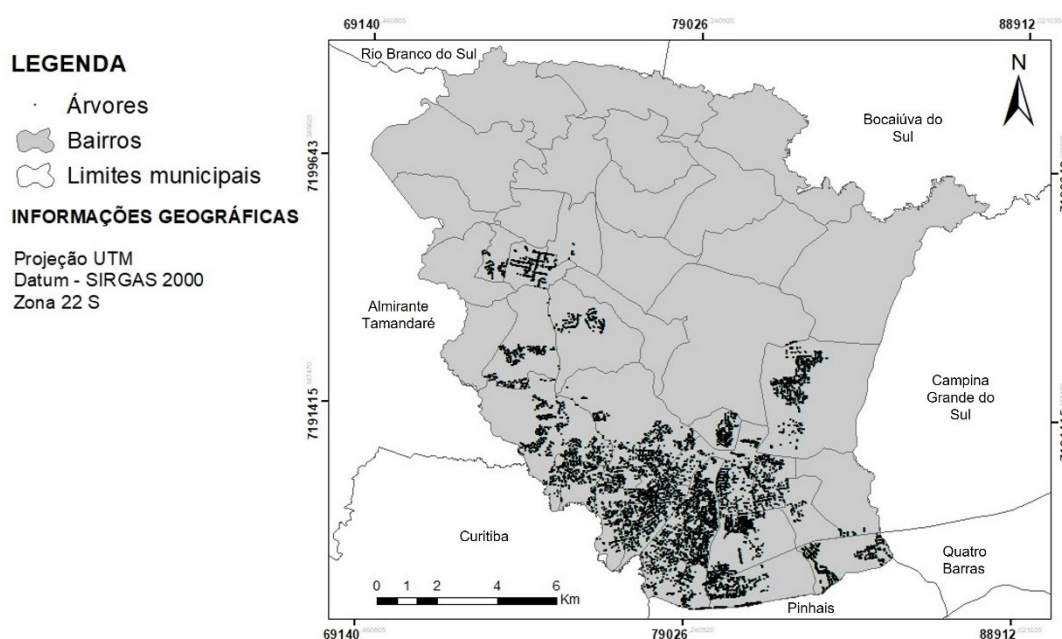 69140
79026
88912
LEGENDA
Árvores
Bairros
Limites municipais
INFORMAÇÕES GEOGRÁFICAS
Projeção UTM
Datum - SIRGAS 2000
Zona 22 S
Rio Branco do Sul
N
Bocaiúva do
Sul
7199643
Almirante
Tamandaré
7191415
Campina
Grande do
Sul
Curitiba
Quatro
Barras
Pinhais
0 1 2 4 6
Km
69140
79026
88912